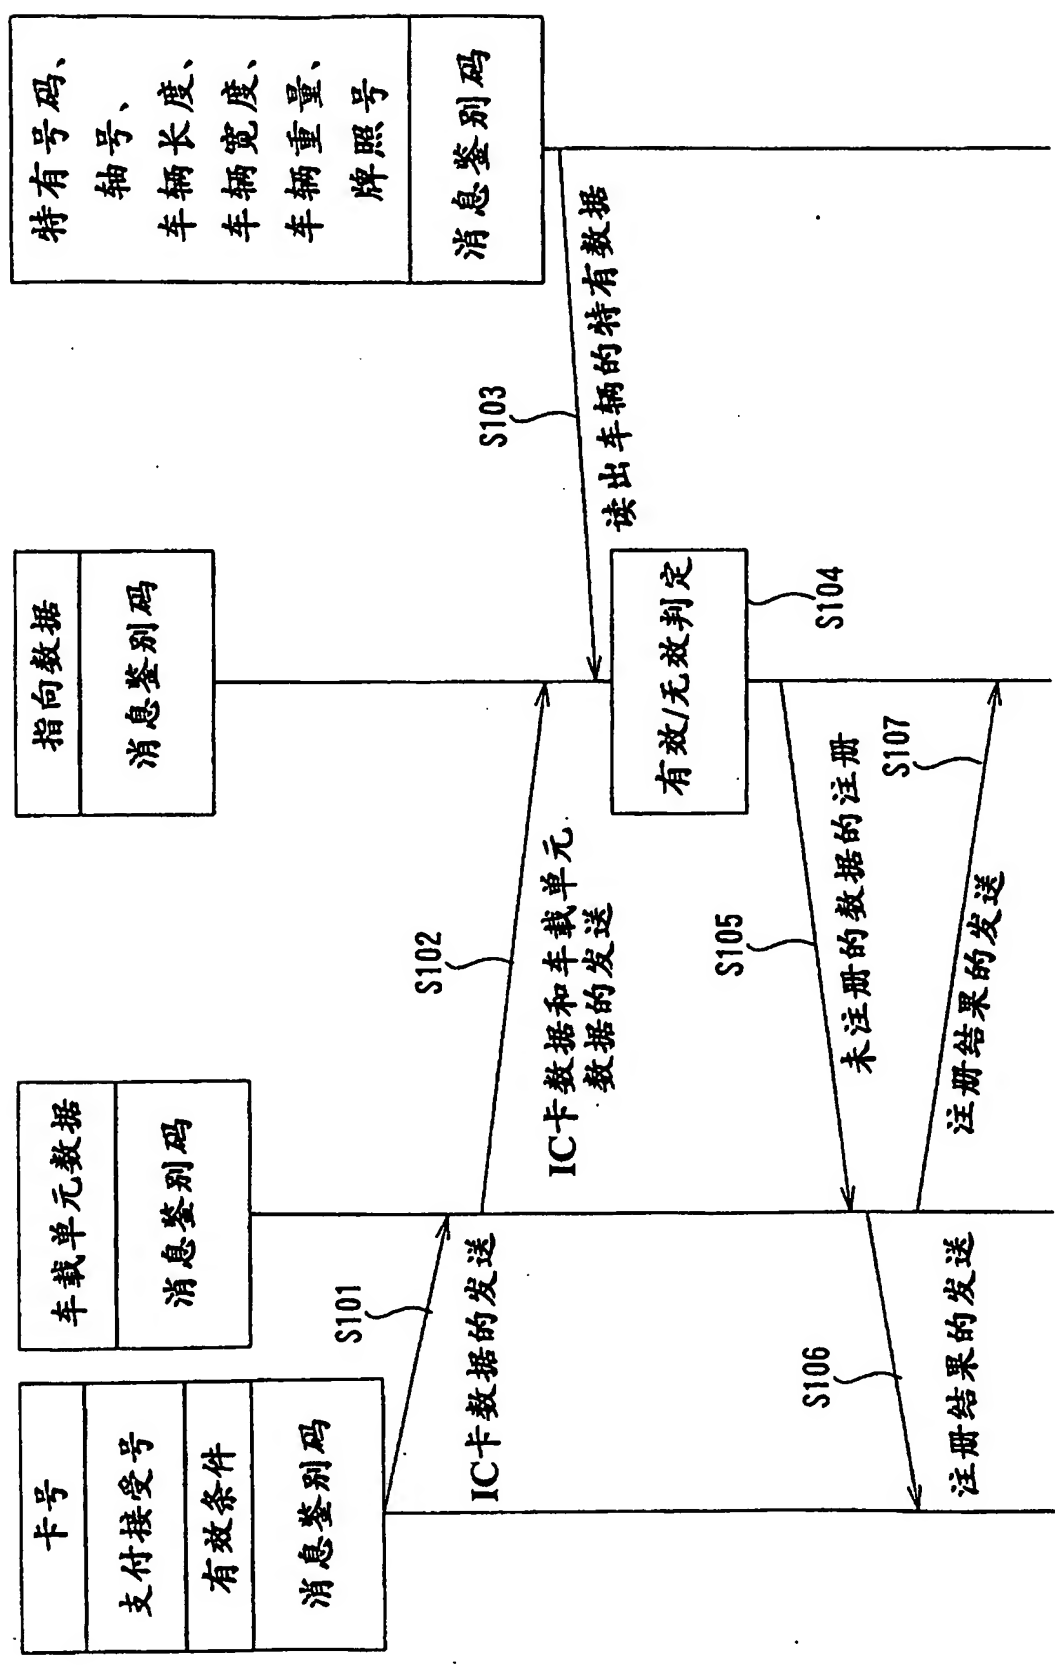 卡号
支付接受号
有效条件
消息鉴别码
车载单元数据
消息鉴别码
指向数据
消息鉴别码
特有号码、
轴号、
车辆长度、
车辆宽度、
车辆重量、
牌照号
消息鉴别码
S101
IC卡数据的发送
S102
IC卡数据和车载单元
数据的发送
S103
读出车辆的特有数据
有效/无效判定
S104
S105
未注册的数据的注册
S106
注册结果的发送
S107
注册结果的发送